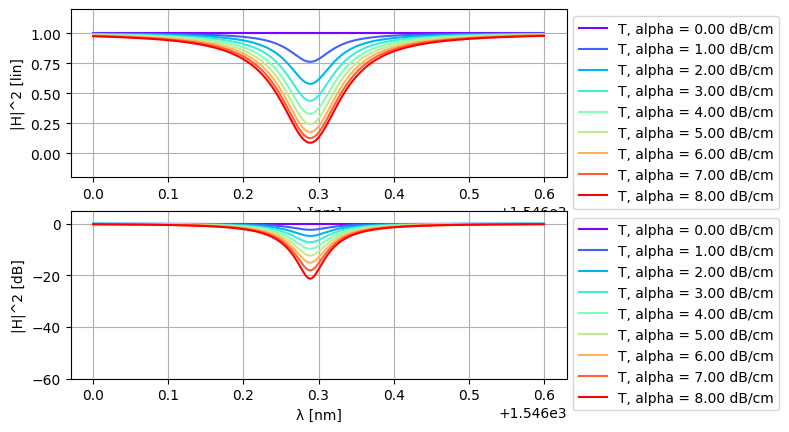 |H|^2 [lin]
1.00
0.75
0.50
0.25
0.00
0.0 0.1 0.2 0.3 0.4 0.5 0.6
λ [nm]
+1.546e3
T, alpha = 0.00 dB/cm
T, alpha = 1.00 dB/cm
T, alpha = 2.00 dB/cm
T, alpha = 3.00 dB/cm
T, alpha = 4.00 dB/cm
T, alpha = 5.00 dB/cm
T, alpha = 6.00 dB/cm
T, alpha = 7.00 dB/cm
T, alpha = 8.00 dB/cm
|H|^2 [dB]
0
−20
−40
−60
0.0 0.1 0.2 0.3 0.4 0.5 0.6
λ [nm]
+1.546e3
T, alpha = 0.00 dB/cm
T, alpha = 1.00 dB/cm
T, alpha = 2.00 dB/cm
T, alpha = 3.00 dB/cm
T, alpha = 4.00 dB/cm
T, alpha = 5.00 dB/cm
T, alpha = 6.00 dB/cm
T, alpha = 7.00 dB/cm
T, alpha = 8.00 dB/cm